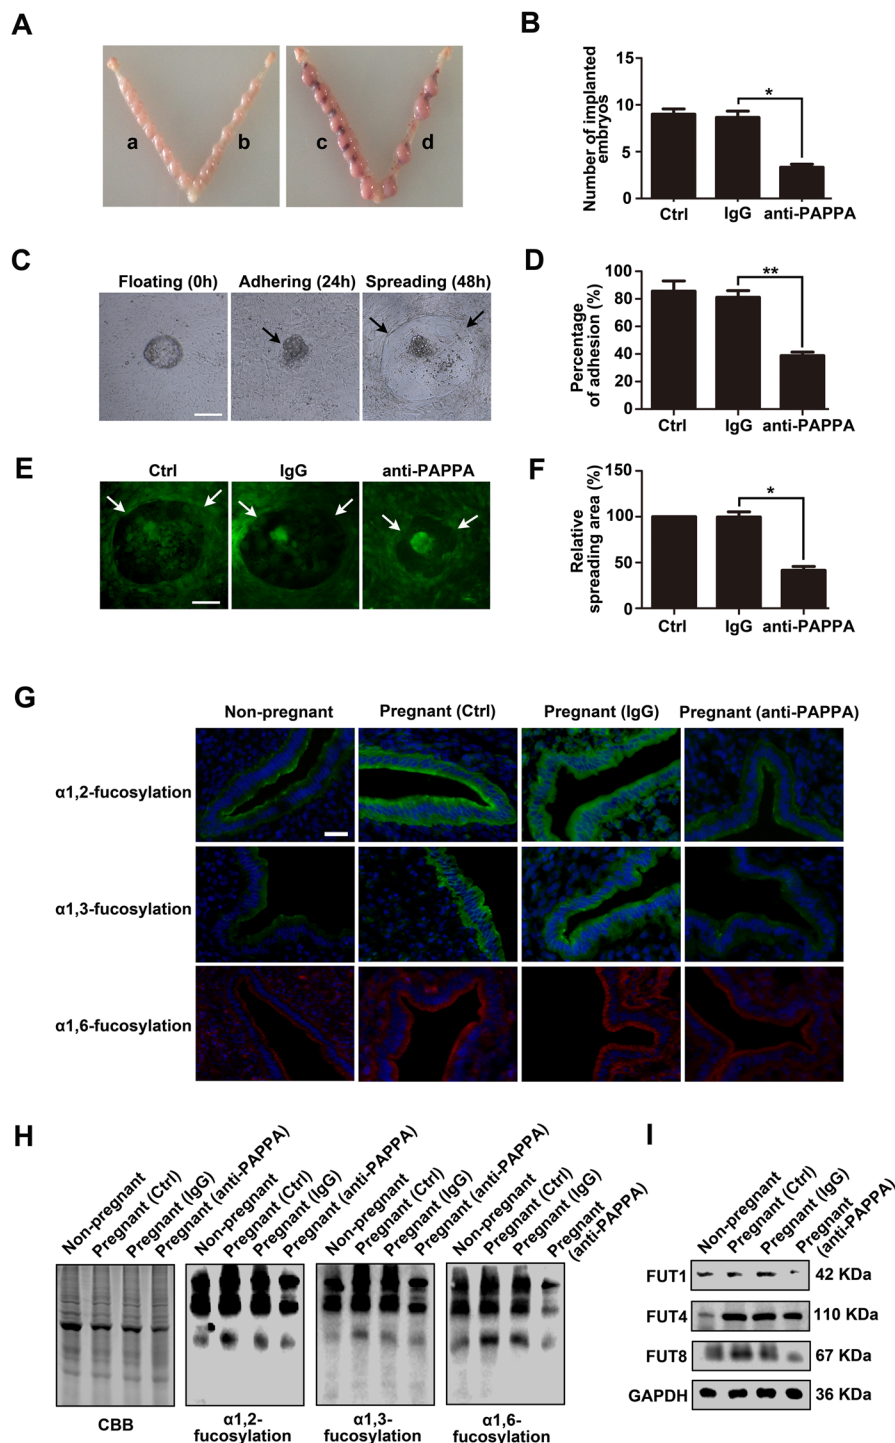 A
a
b
c
d
B
Number of implanted
embryos
15
10
5
0
*
Ctrl
IgG
anti-PAPPA
C
Floating (0h)
Adhering (24h)
Spreading (48h)
D
Percentage
of adhesion (%)
100
80
60
40
20
0
**
Ctrl
IgG
anti-PAPPA
E
Ctrl
IgG
anti-PAPPA
F
Relative
spreading area (%)
150
100
50
0
*
Ctrl
IgG
anti-PAPPA
G
Non-pregnant
Pregnant (Ctrl)
Pregnant (IgG)
Pregnant (anti-PAPPA)
α1,2-fucosylation
α1,3-fucosylation
α1,6-fucosylation
H
Non-pregnant
Pregnant (Ctrl)
Pregnant (IgG)
Pregnant (anti-PAPPA)
Non-pregnant
Pregnant (Ctrl)
Pregnant (IgG)
Pregnant (anti-PAPPA)
Non-pregnant
Pregnant (Ctrl)
Pregnant (IgG)
Pregnant (anti-PAPPA)
Non-pregnant
Pregnant (Ctrl)
Pregnant (IgG)
Pregnant
(anti-PAPPA)
CBB
α1,2-
fucosylation
α1,3-
fucosylation
α1,6-
fucosylation
I
Non-pregnant
Pregnant (Ctrl)
Pregnant (IgG)
Pregnant
(anti-PAPPA)
FUT1
42 KDa
FUT4
110 KDa
FUT8
67 KDa
GAPDH
36 KDa